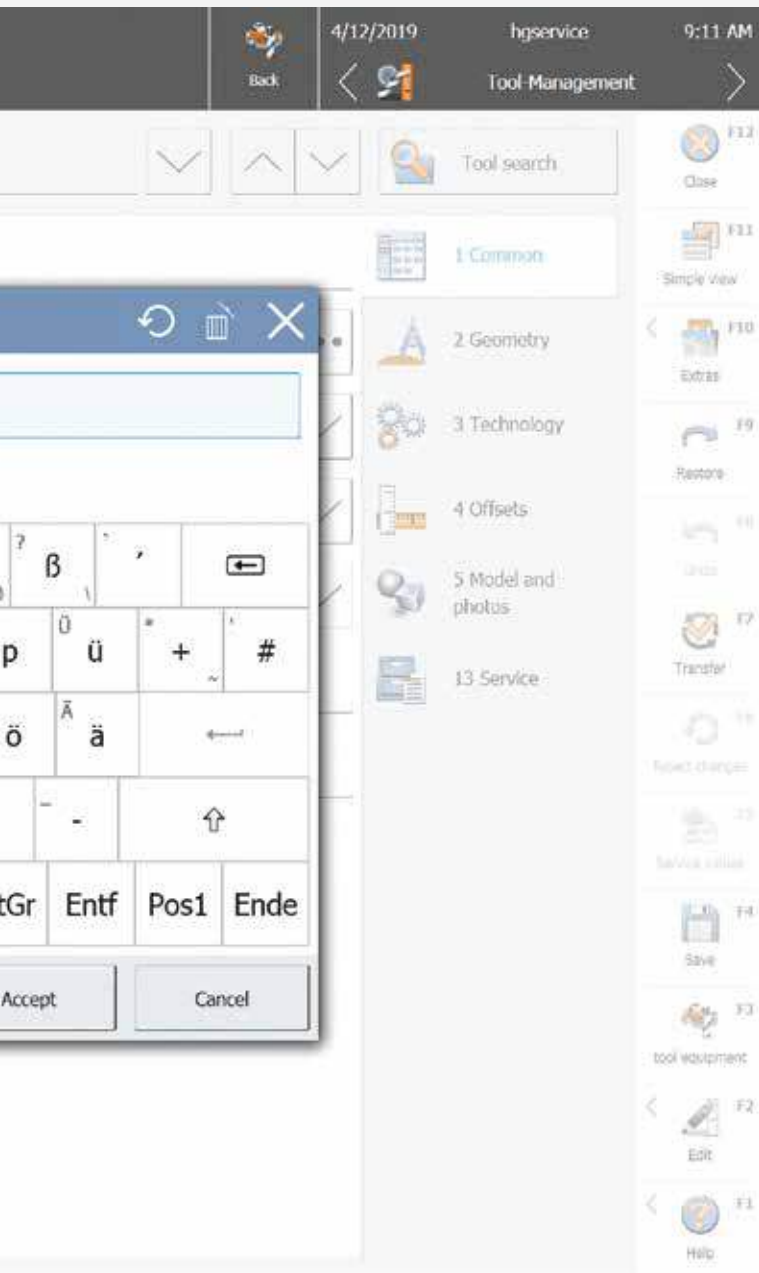 4/12/2019 hgservice 9:11 AM
Back
Tool-Management
Tool search
F12
Close
1 Common
F11
Simple view
2 Geometry
F10
Extras
3 Technology
F9
Restore
4 Offsets
5 Model and
photos
F7
Transfer
13 Service
F4
Save
F3
tool equipment
F2
Edit
F1
Help
? ß \ ` ´
p Ü ü * + ~ ' #
ö Ä ä
_ -
tGr Entf Pos1 Ende
Accept Cancel